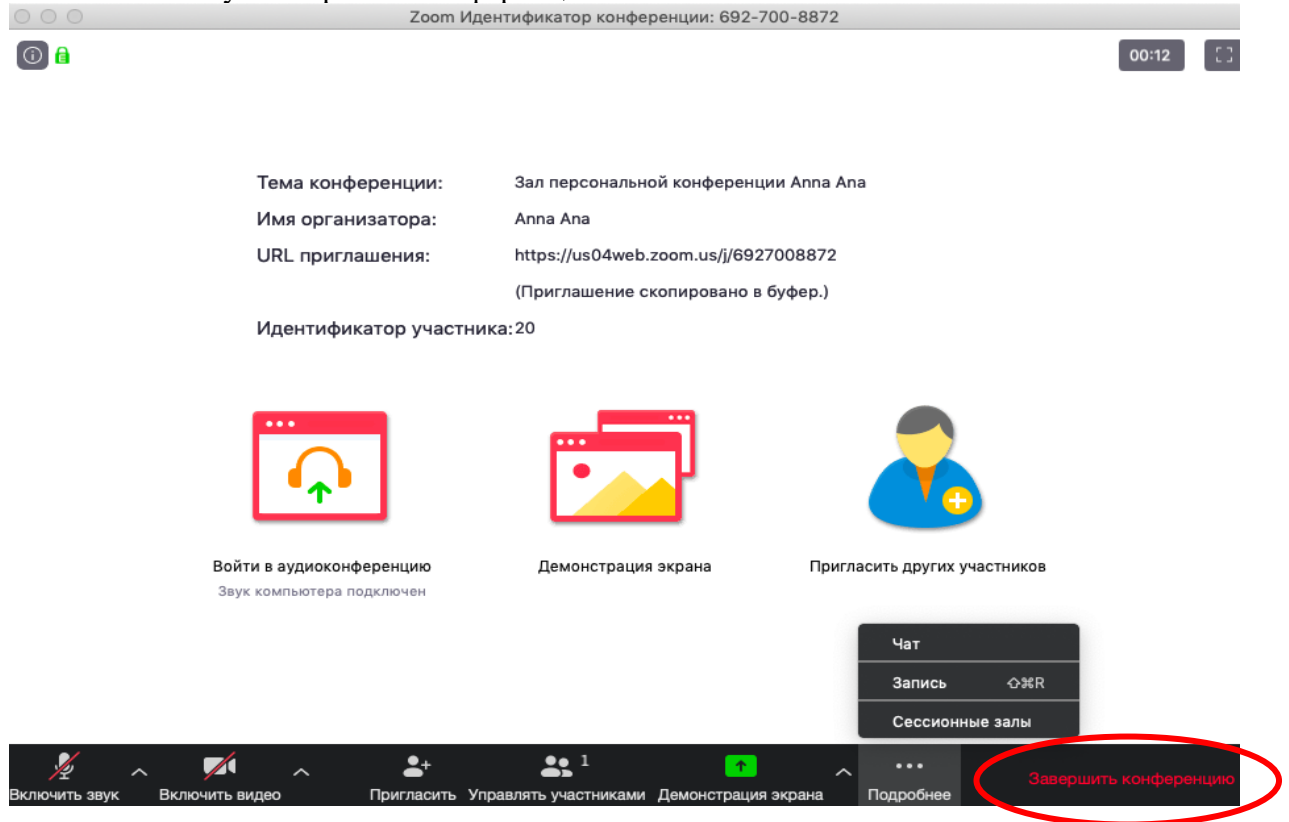 Zoom Идентификатор конференции: 692-700-8872
00:12
Тема конференции: Зал персональной конференции Anna Ana
Имя организатора: Anna Ana
URL приглашения: https://us04web.zoom.us/j/6927008872
(Приглашение скопировано в буфер.)
Идентификатор участника: 20
Войти в аудиоконференцию
Звук компьютера подключен
Демонстрация экрана
Пригласить других участников
Чат
Запись ⇧⌘R
Сессионные залы
Включить звук
Включить видео
Пригласить
1
Управлять участниками
Демонстрация экрана
Подробнее
Завершить конференцию